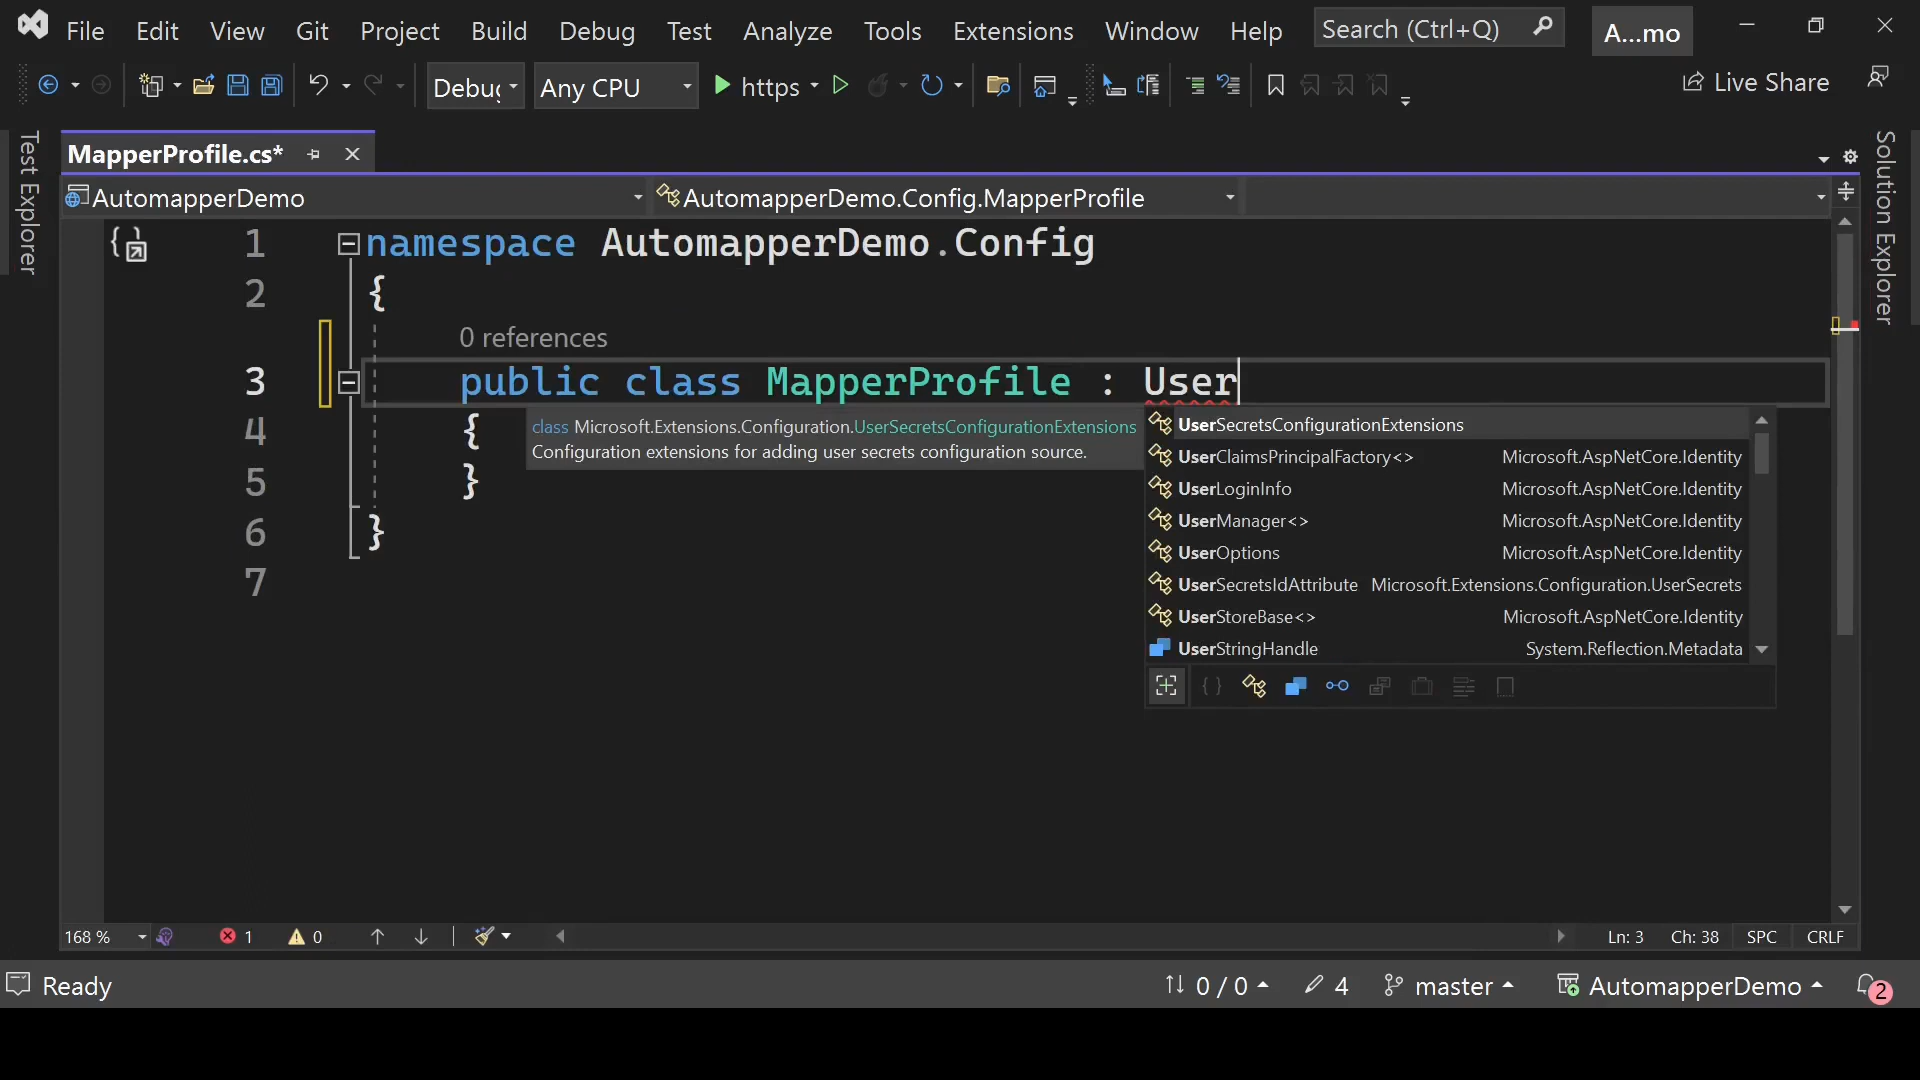 File Edit View Git Project Build Debug Test Analyze Tools Extensions Window Help Search (Ctrl+Q) A...mo
Debug Any CPU https Live Share
Test Explorer
MapperProfile.cs*
Solution Explorer
AutomapperDemo AutomapperDemo.Config.MapperProfile
1 namespace AutomapperDemo.Config
2 {
0 references
3 public class MapperProfile : User
4 {
5 }
6 }
7
class Microsoft.Extensions.Configuration.UserSecretsConfigurationExtensions
Configuration extensions for adding user secrets configuration source.
UserSecretsConfigurationExtensions
UserClaimsPrincipalFactory<> Microsoft.AspNetCore.Identity
UserLoginInfo Microsoft.AspNetCore.Identity
UserManager<> Microsoft.AspNetCore.Identity
UserOptions Microsoft.AspNetCore.Identity
UserSecretsIdAttribute Microsoft.Extensions.Configuration.UserSecrets
UserStoreBase<> Microsoft.AspNetCore.Identity
UserStringHandle System.Reflection.Metadata
168 % 1 0 Ln: 3 Ch: 38 SPC CRLF
Ready 0 / 0 4 master AutomapperDemo 2